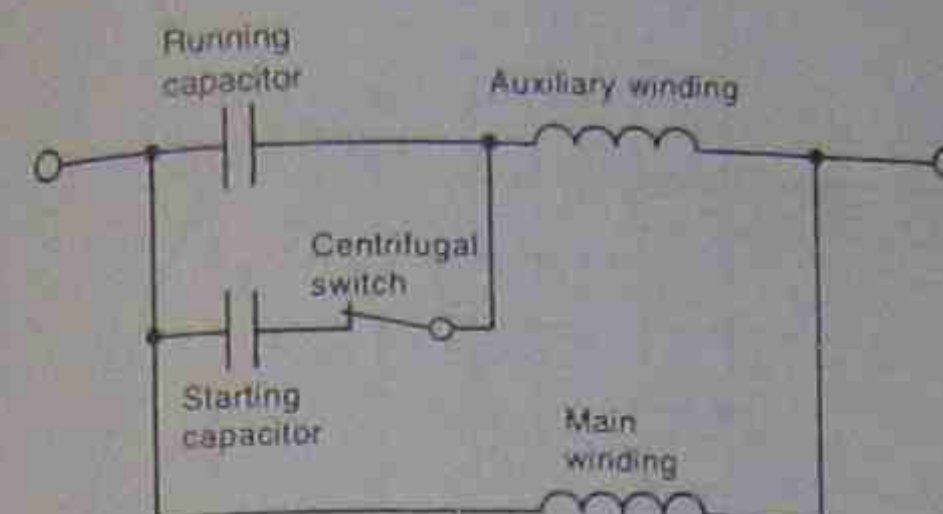 Running
capacitor
Auxiliary winding
Centrifugal
switch
Starting
capacitor
Main
winding